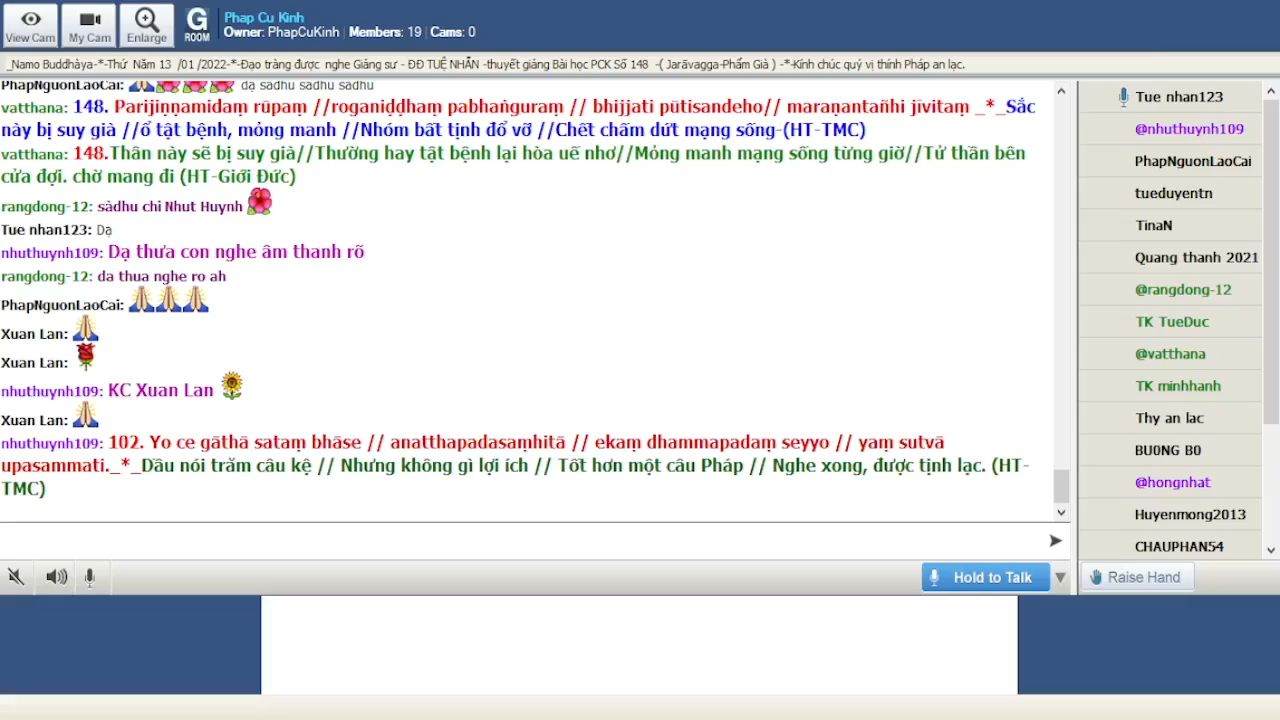 View Cam
My Cam
Enlarge
G
ROOM
Phap Cu Kinh
Owner: PhapCuKinh | Members: 19 | Cams: 0
_Namo Buddhàya-*-Thứ Năm 13 /01 /2022-*-Đạo tràng được nghe Giảng sư - ĐĐ TUỆ NHẪN -thuyết giảng Bài học PCK Số 148 -( Jarāvagga-Phẩm Già ) -*-Kính chúc quý vị thính Pháp an lạc.
PhapNguonLaoCai: dạ sadhu sadhu sadhu
vatthana: 148. Parijiṇṇamidaṃ rūpaṃ //roganiḍḍhaṃ pabhaṅguraṃ // bhijjati pūtisandeho// maraṇantañhi jīvitaṃ _*_Sắc
này bị suy già //ổ tật bệnh, mỏng manh //Nhóm bất tịnh đổ vỡ //Chết chấm dứt mạng sống-(HT-TMC)
vatthana: 148.Thân này sẽ bị suy già//Thường hay tật bệnh lại hòa uế nhơ//Mỏng manh mạng sống từng giờ//Tử thần bên
cửa đợi. chờ mang đi (HT-Giới Đức)
rangdong-12: sàdhu chi Nhut Huynh
Tue nhan123: Dạ
nhuthuynh109: Dạ thưa con nghe âm thanh rõ
rangdong-12: da thua nghe ro ah
PhapNguonLaoCai:
Xuan Lan:
Xuan Lan:
nhuthuynh109: KC Xuan Lan
Xuan Lan:
nhuthuynh109: 102. Yo ce gāthā sataṃ bhāse // anatthapadasaṃhitā // ekaṃ dhammapadaṃ seyyo // yaṃ sutvā
upasammati._*_Dầu nói trăm câu kệ // Nhưng không gì lợi ích // Tốt hơn một câu Pháp // Nghe xong, được tịnh lạc. (HT-
TMC)
Hold to Talk
Tue nhan123
@nhuthuynh109
PhapNguonLaoCai
tueduyentn
TinaN
Quang thanh 2021
@rangdong-12
TK TueDuc
@vatthana
TK minhhanh
Thy an lac
BU0NG B0
@hongnhat
Huyenmong2013
CHAUPHAN54
Raise Hand